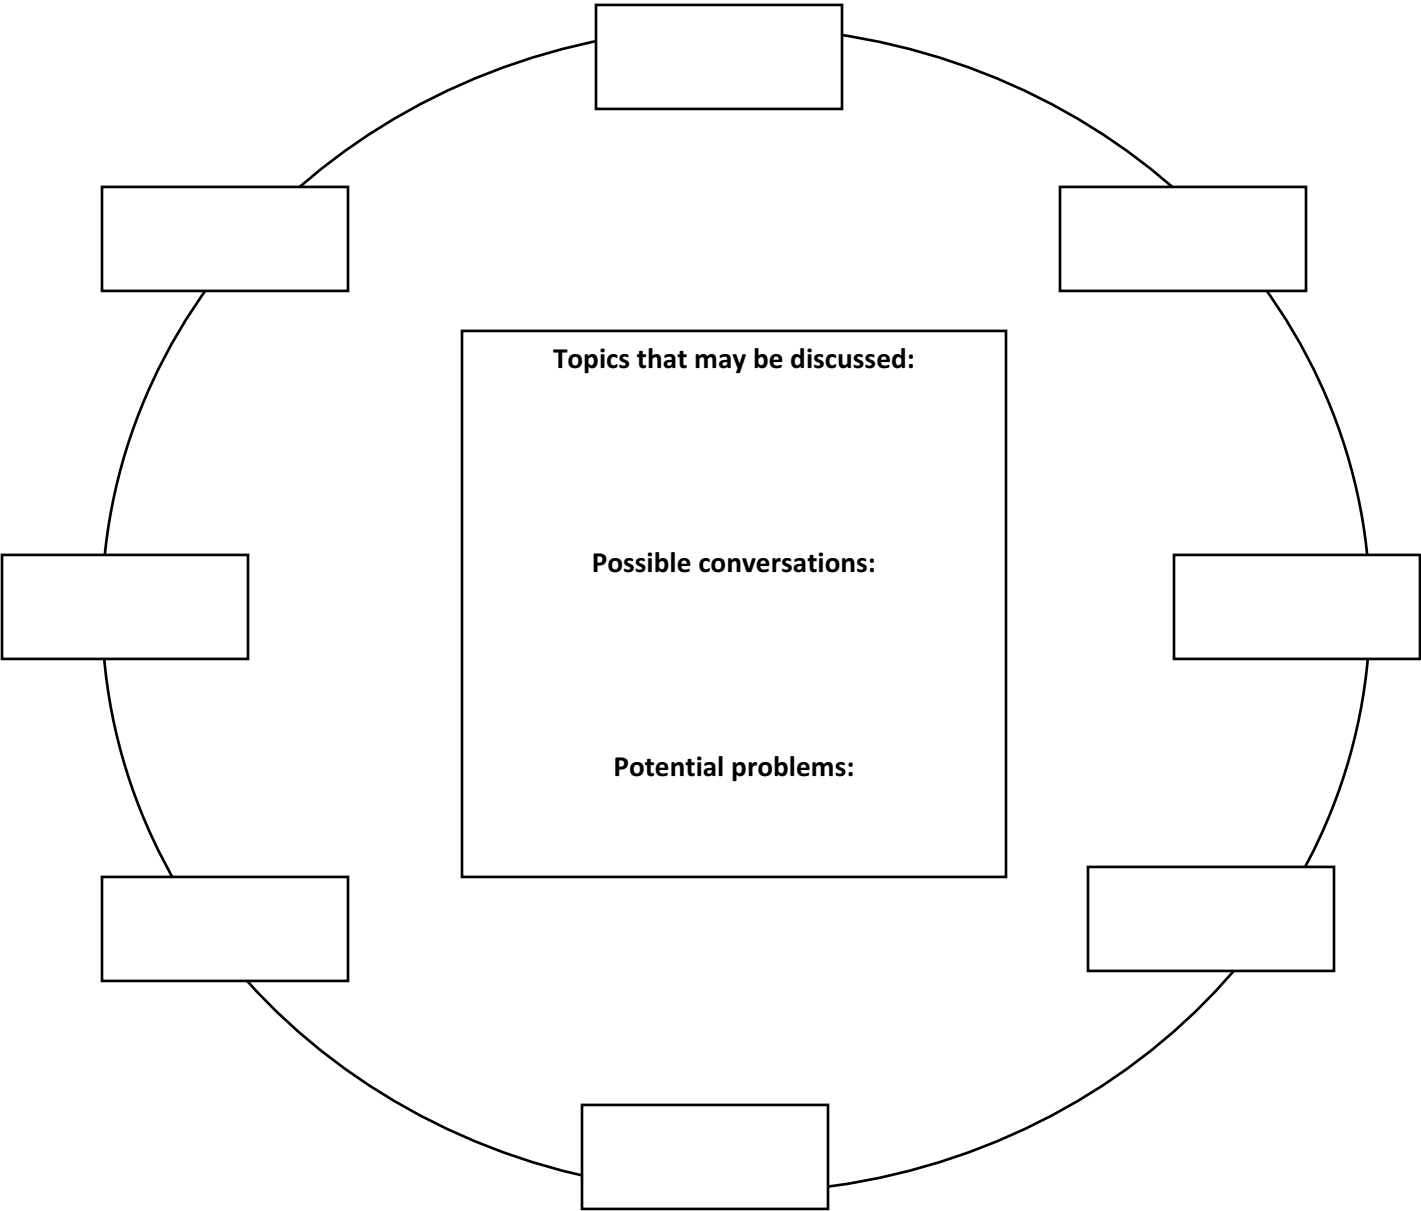 Topics that may be discussed:
Possible conversations:
Potential problems: